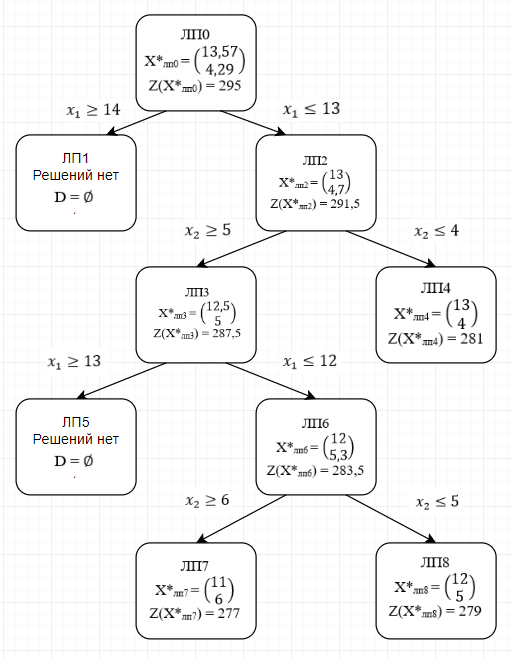 ЛП0
X*лп0 = (13,57
4,29)
Z(X*лп0) = 295
x₁ ≥ 14
x₁ ≤ 13
ЛП1
Решений нет
D = ∅
.
ЛП2
X*лп2 = (13
4,7)
Z(X*лп2) = 291,5
x₂ ≥ 5
x₂ ≤ 4
ЛП3
X*лп3 = (12,5
5)
Z(X*лп3) = 287,5
ЛП4
X*лп4 = (13
4)
Z(X*лп4) = 281
x₁ ≥ 13
x₁ ≤ 12
ЛП5
Решений нет
D = ∅
.
ЛП6
X*лп6 = (12
5,3)
Z(X*лп6) = 283,5
x₂ ≥ 6
x₂ ≤ 5
ЛП7
X*лп7 = (11
6)
Z(X*лп7) = 277
ЛП8
X*лп8 = (12
5)
Z(X*лп8) = 279